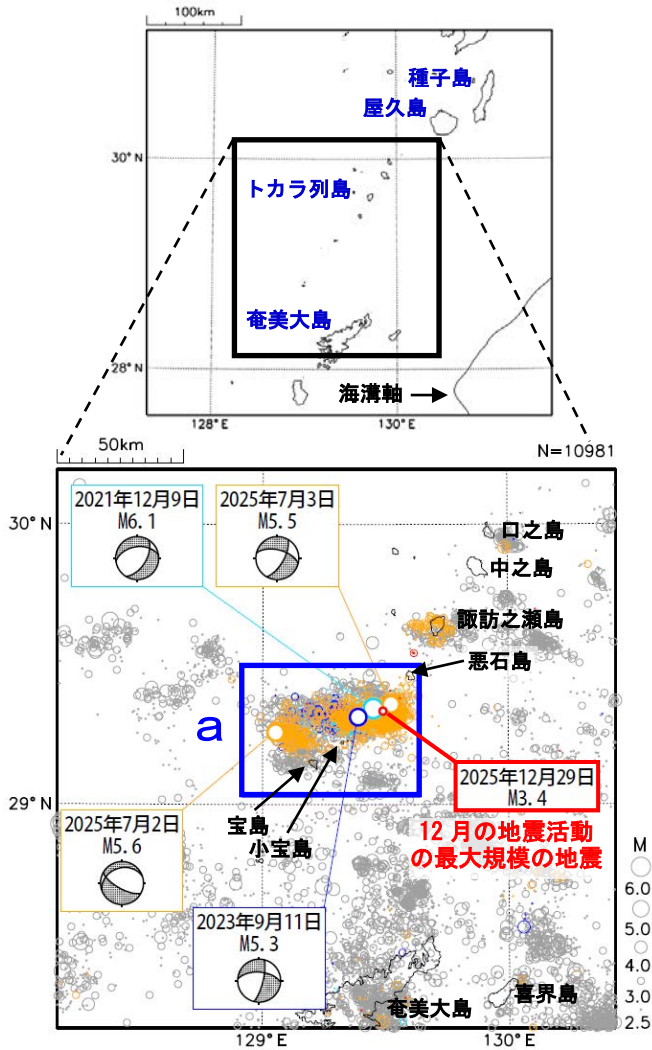 100km
種子島
屋久島
30°N
トカラ列島
奄美大島
28°N
海溝軸
128°E
130°E
50km
N=10981
2021年12月9日
M6.1
2025年7月3日
M5.5
30°N
口之島
中之島
諏訪之瀬島
悪石島
a
2025年12月29日
M3.4
29°N
宝島
小宝島
12月の地震活動
の最大規模の地震
2025年7月2日
M5.6
M
6.0
5.0
4.0
3.0
2.5
2023年9月11日
M5.3
奄美大島
喜界島
129°E
130°E